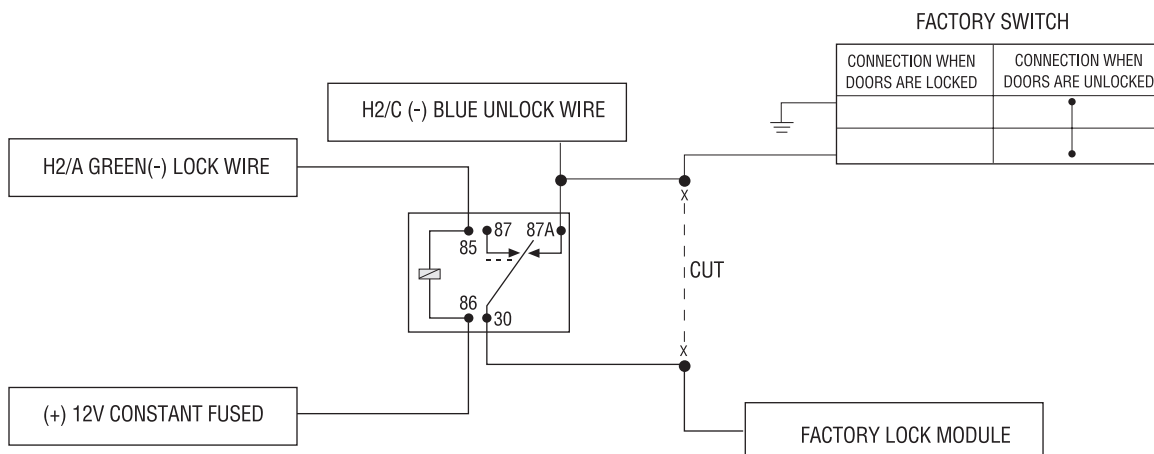 FACTORY SWITCH
CONNECTION WHEN
DOORS ARE LOCKED
CONNECTION WHEN
DOORS ARE UNLOCKED
H2/C (-) BLUE UNLOCK WIRE
H2/A GREEN(-) LOCK WIRE
X
87
87A
85
CUT
86
30
X
(+) 12V CONSTANT FUSED
FACTORY LOCK MODULE